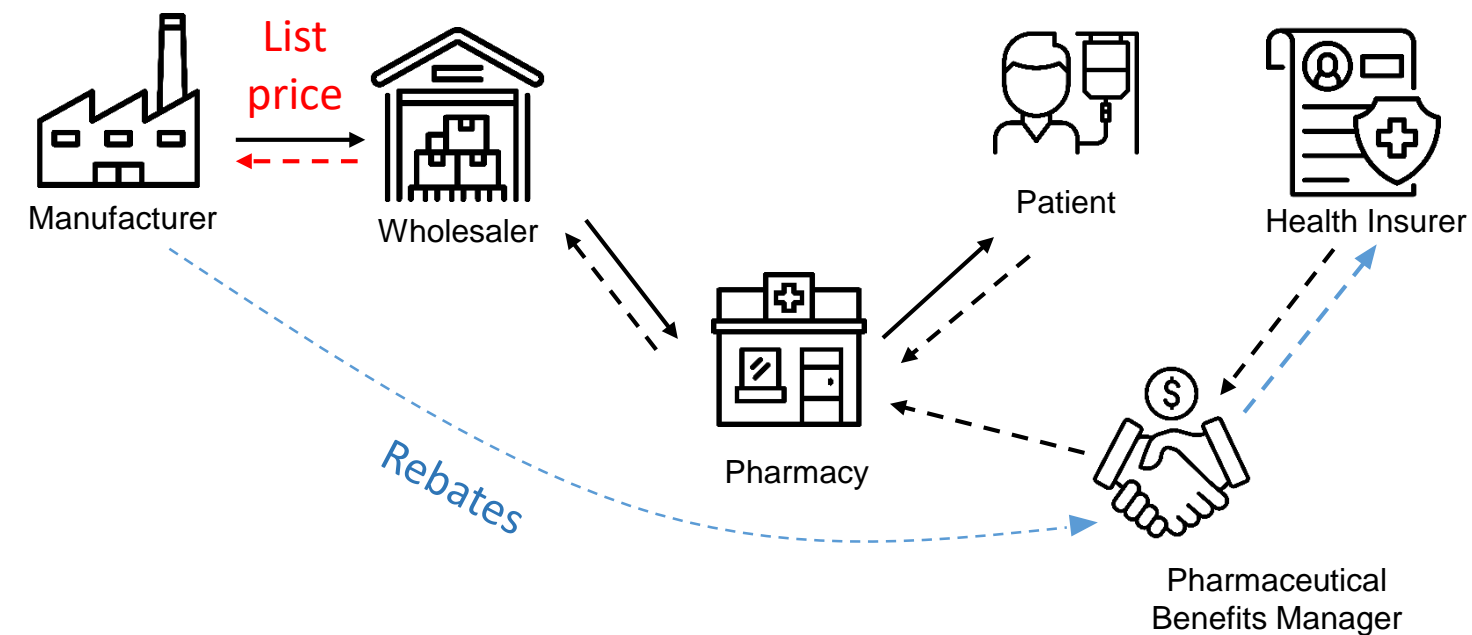 List
price
Manufacturer
Wholesaler
Patient
Health Insurer
Rebates
$
Pharmacy
Pharmaceutical
Benefits Manager